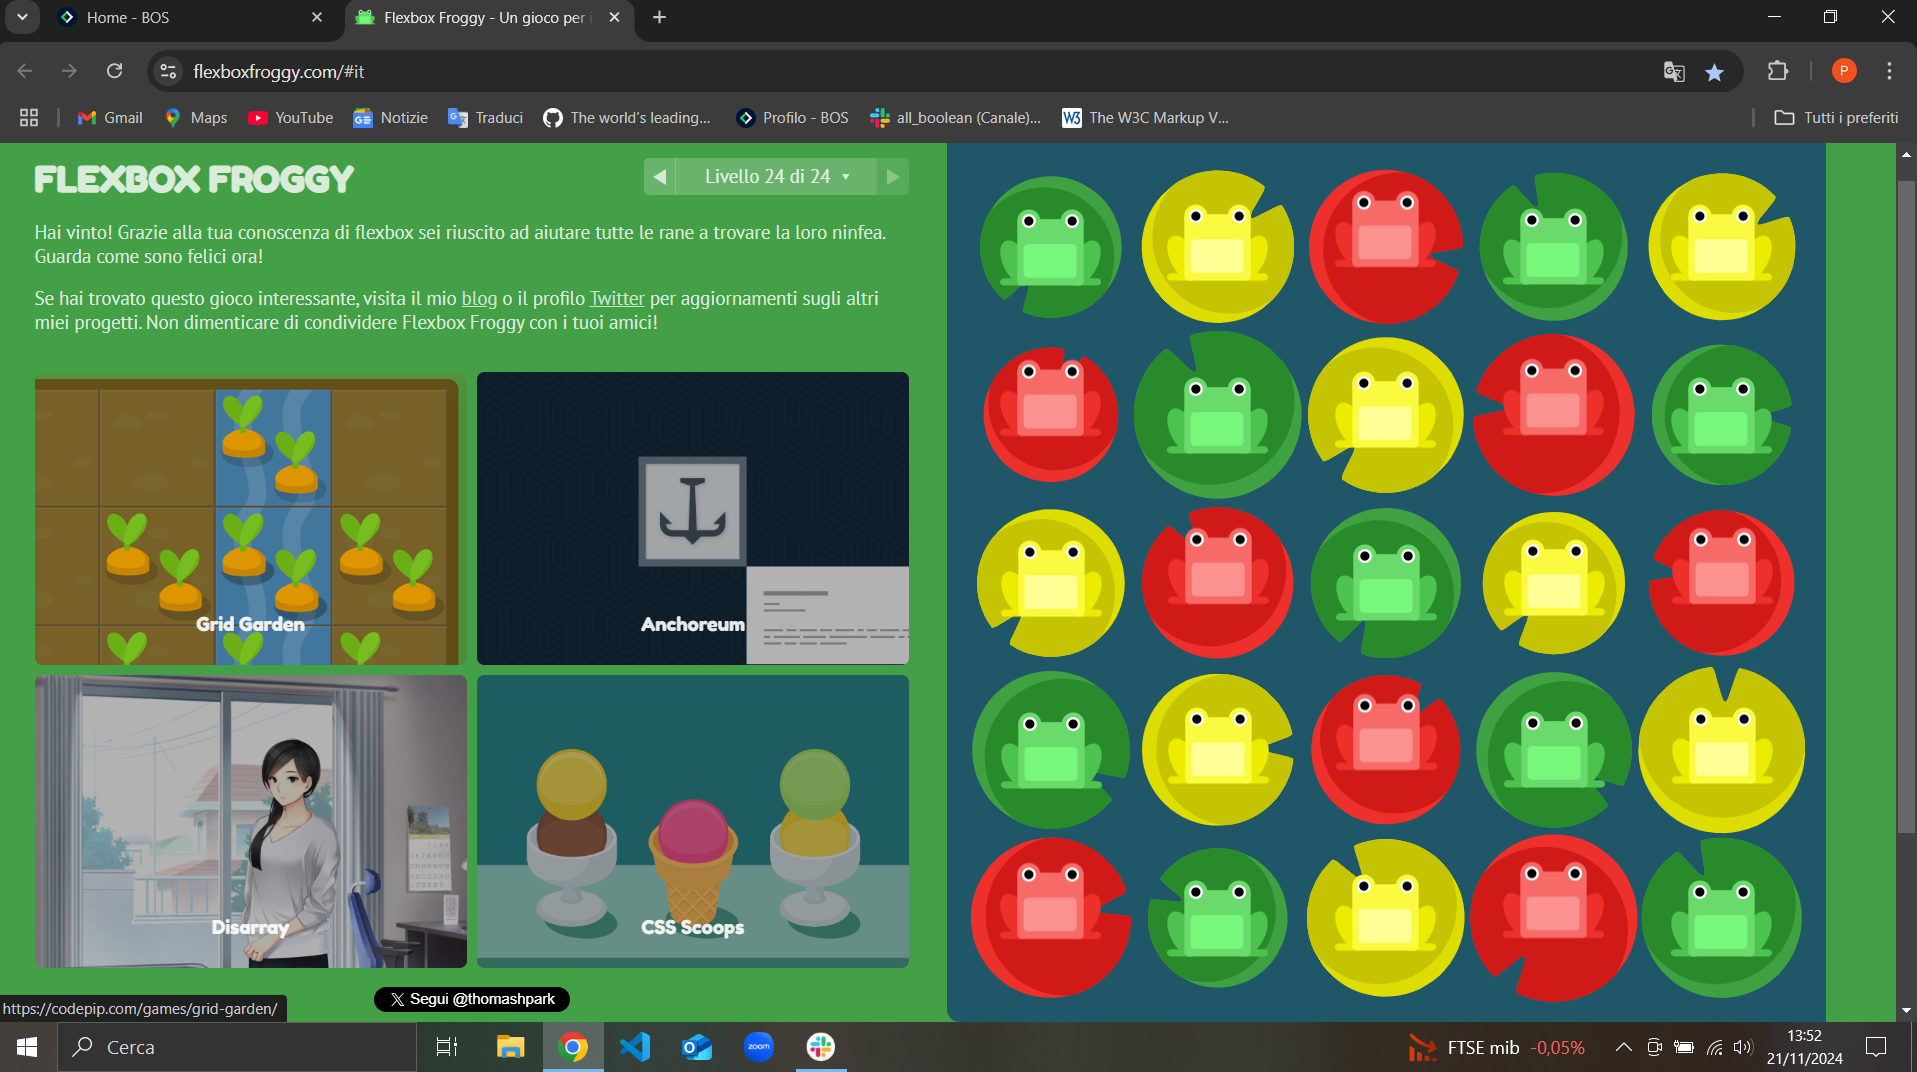 Home - BOS
Flexbox Froggy - Un gioco per i
flexboxfroggy.com/#it
P
Gmail
Maps
YouTube
Notizie
Traduci
The world's leading...
Profilo - BOS
all_boolean (Canale)...
The W3C Markup V...
Tutti i preferiti
FLEXBOX FROGGY
Livello 24 di 24
Hai vinto! Grazie alla tua conoscenza di flexbox sei riuscito ad aiutare tutte le rane a trovare la loro ninfea.
Guarda come sono felici ora!
Se hai trovato questo gioco interessante, visita il mio blog o il profilo Twitter per aggiornamenti sugli altri
miei progetti. Non dimenticare di condividere Flexbox Froggy con i tuoi amici!
Grid Garden
Anchoreum
Disarray
CSS Scoops
Segui @thomashpark
https://codepip.com/games/grid-garden/
Cerca
zoom
FTSE mib -0,05%
13:52
21/11/2024